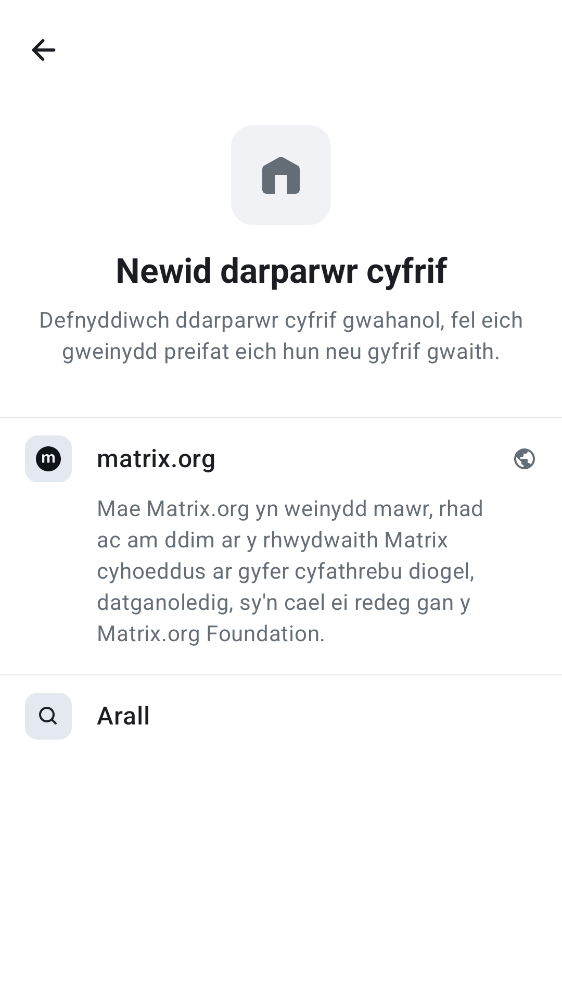 Newid darparwr cyfrif
Defnyddiwch ddarparwr cyfrif gwahanol, fel eich
gweinydd preifat eich hun neu gyfrif gwaith.
m
matrix.org
Mae Matrix.org yn weinydd mawr, rhad
ac am ddim ar y rhwydwaith Matrix
cyhoeddus ar gyfer cyfathrebu diogel,
datganoledig, sy'n cael ei redeg gan y
Matrix.org Foundation.
Arall